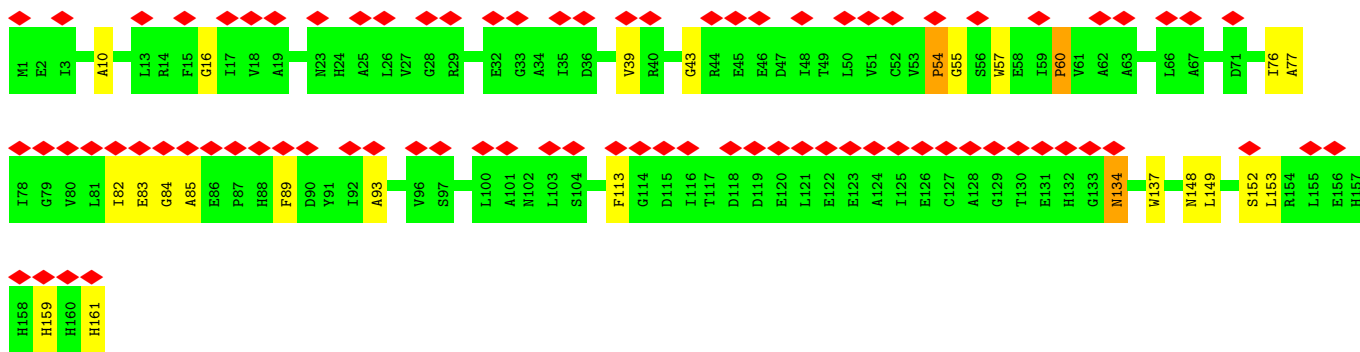 M1 E2 I3 A10 L13 R14 F15 G16 I17 V18 A19 N23 H24 A25 L26 V27 G28 R29 E32 G33 A34 I35 D36 V39 R40 G43 R44 E45 E46 D47 I48 T49 L50 V51 C52 V53 P54 G55 S56 W57 E58 I59 P60 V61 A62 A63 L66 A67 D71 I76 A77
I78 G79 V80 L81 I82 E83 G84 A85 E86 P87 H88 F89 D90 Y91 I92 A93 V96 S97 L100 A101 N102 L103 S104 F113 G114 D115 I116 T117 D118 D119 E120 L121 E122 E123 A124 I125 E126 C127 A128 G129 T130 E131 H132 G133 N134 W137 N148 L149 S152 L153 R154 L155 E156 H157
H158 H159 H160 H161